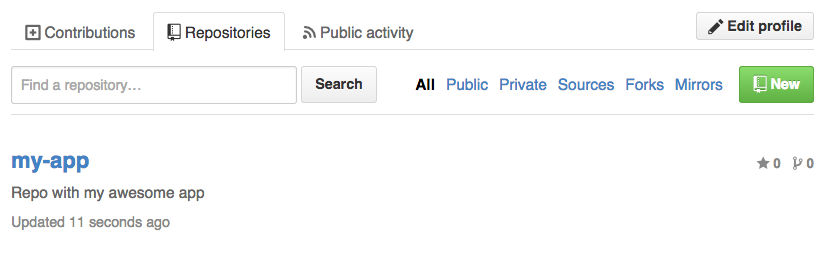 Contributions Repositories Public activity Edit profile
Find a repository... Search All Public Private Sources Forks Mirrors New
my-app 0 0
Repo with my awesome app
Updated 11 seconds ago